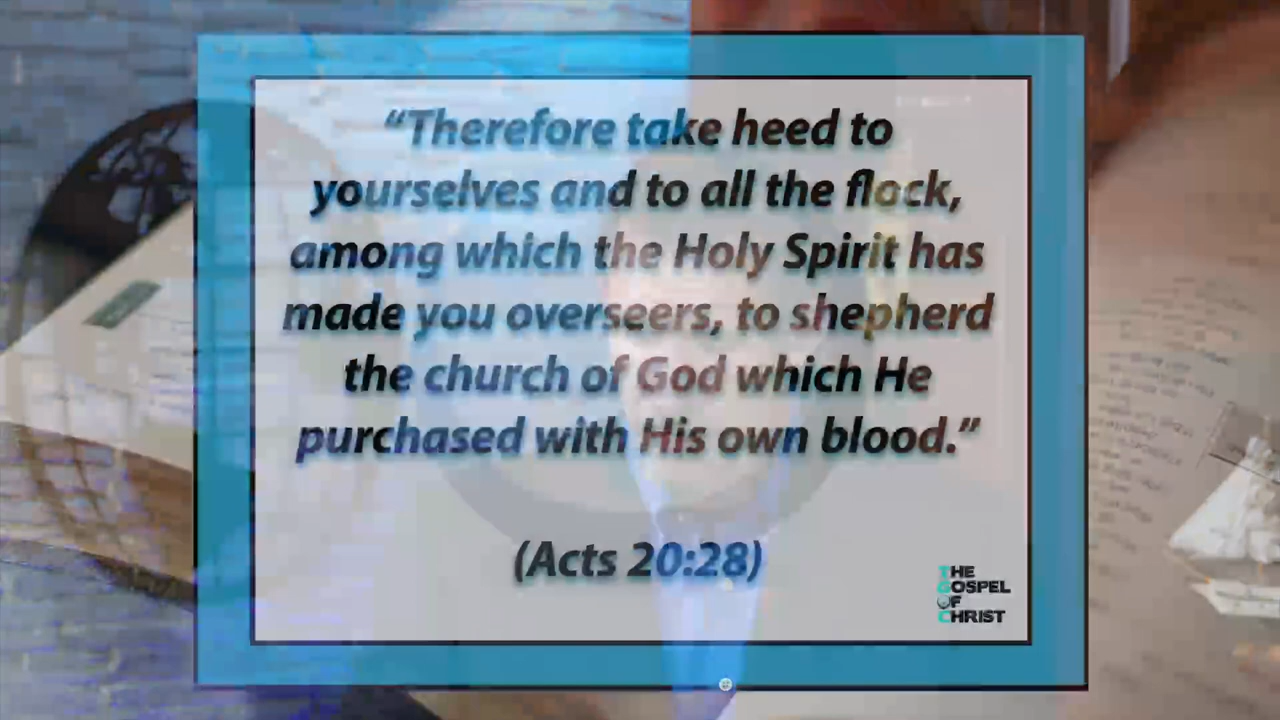 “Therefore take heed to
yourselves and to all the flock,
among which the Holy Spirit has
made you overseers, to shepherd
the church of God which He
purchased with His own blood.”
(Acts 20:28)
THE
GOSPEL
OF
CHRIST